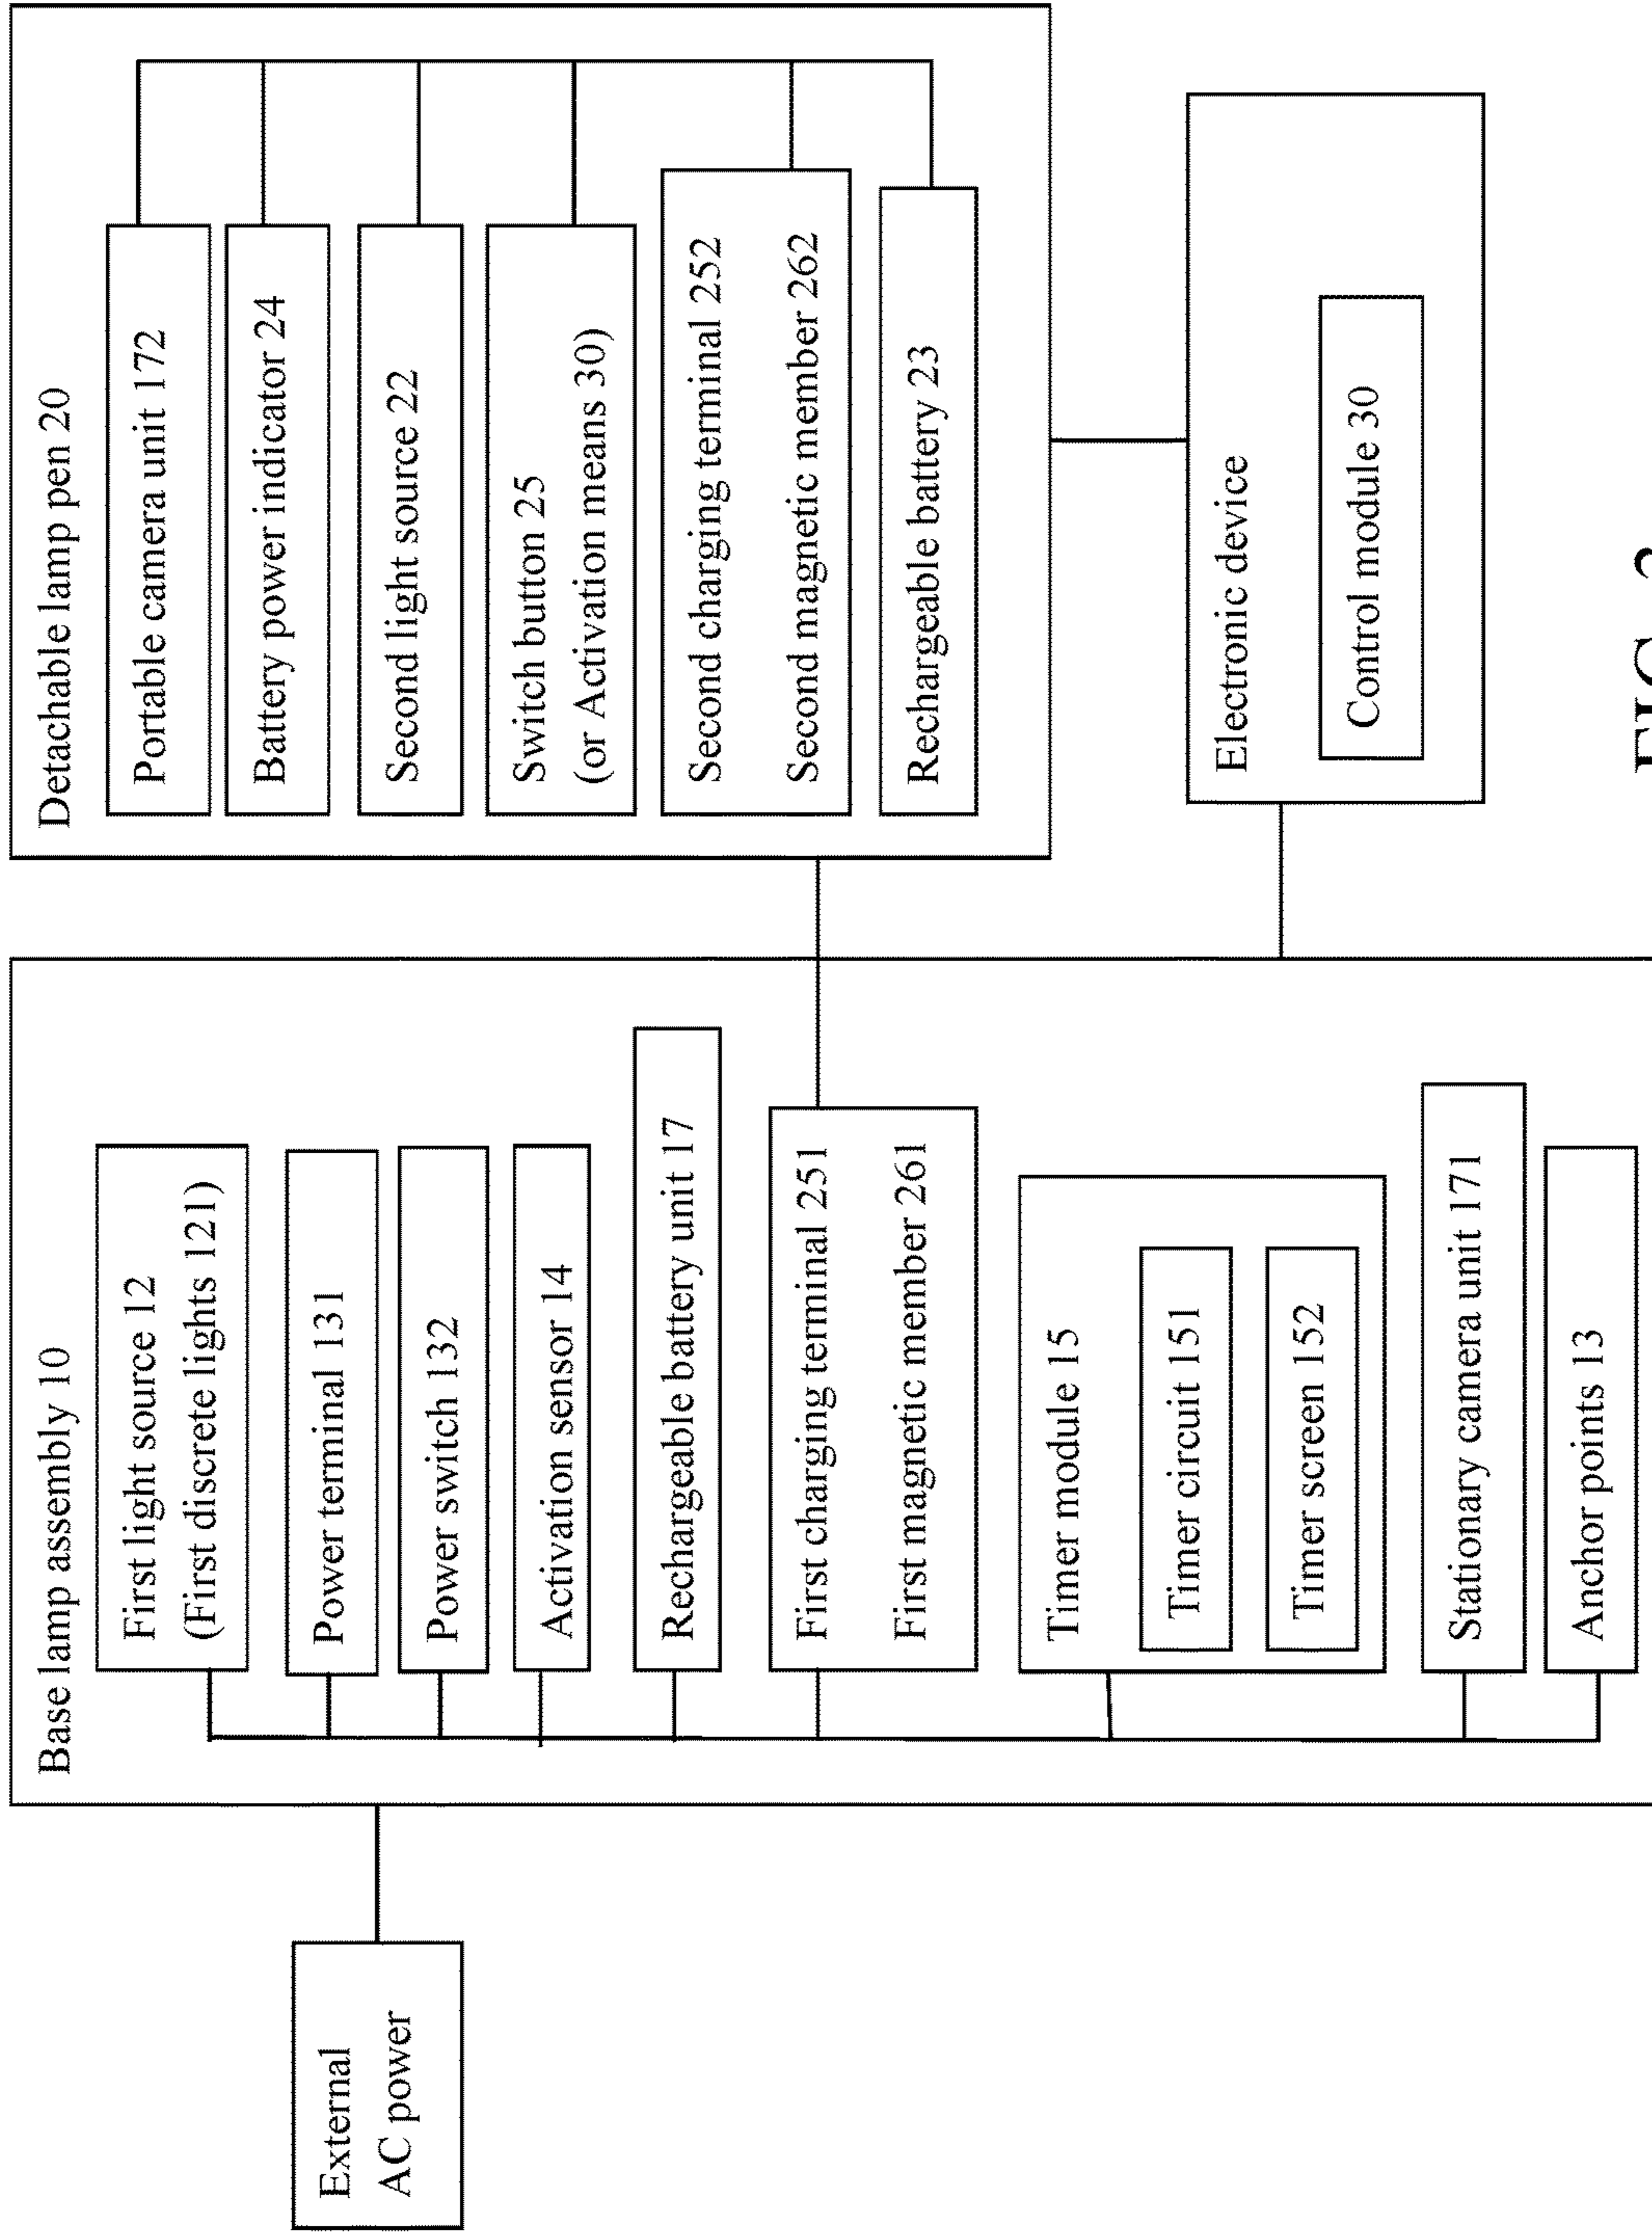 External
AC power
Base lamp assembly 10
First light source 12
(First discrete lights 121)
Power terminal 131
Power switch 132
Activation sensor 14
Rechargeable battery unit 17
First charging terminal 251
First magnetic member 261
Timer module 15
Timer circuit 151
Timer screen 152
Stationary camera unit 171
Anchor points 13
Detachable lamp pen 20
Portable camera unit 172
Battery power indicator 24
Second light source 22
Switch button 25
(or Activation means 30)
Second charging terminal 252
Second magnetic member 262
Rechargeable battery 23
Electronic device
Control module 30
FIG